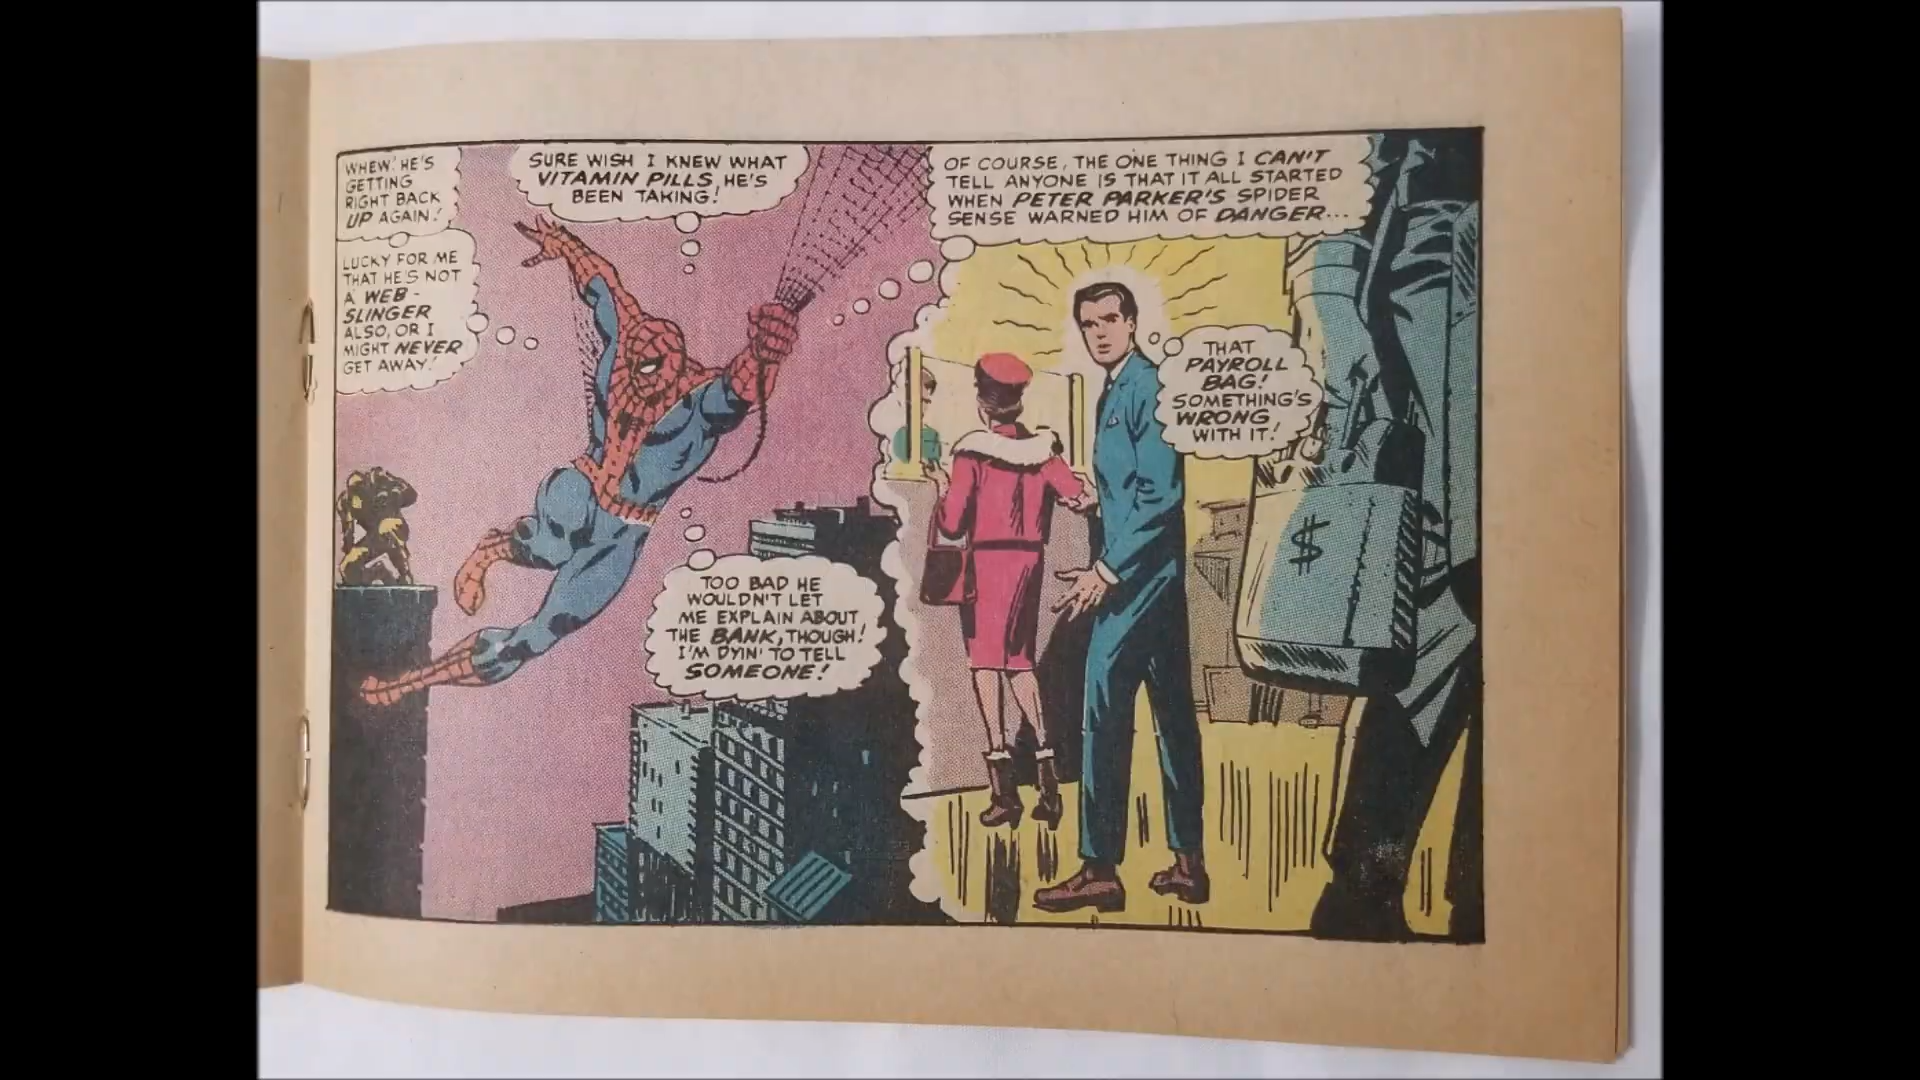 WHEW! HE'S
GETTING
RIGHT BACK
UP AGAIN!
LUCKY FOR ME
THAT HE'S NOT
A WEB-
SLINGER
ALSO, OR I
MIGHT NEVER
GET AWAY!
SURE WISH I KNEW WHAT
VITAMIN PILLS HE'S
BEEN TAKING!
TOO BAD HE
WOULDN'T LET
ME EXPLAIN ABOUT
THE BANK, THOUGH!
I'M DYIN' TO TELL
SOMEONE!
OF COURSE, THE ONE THING I CAN'T
TELL ANYONE IS THAT IT ALL STARTED
WHEN PETER PARKER'S SPIDER
SENSE WARNED HIM OF DANGER...
THAT
PAYROLL
BAG!
SOMETHING'S
WRONG
WITH IT!
$